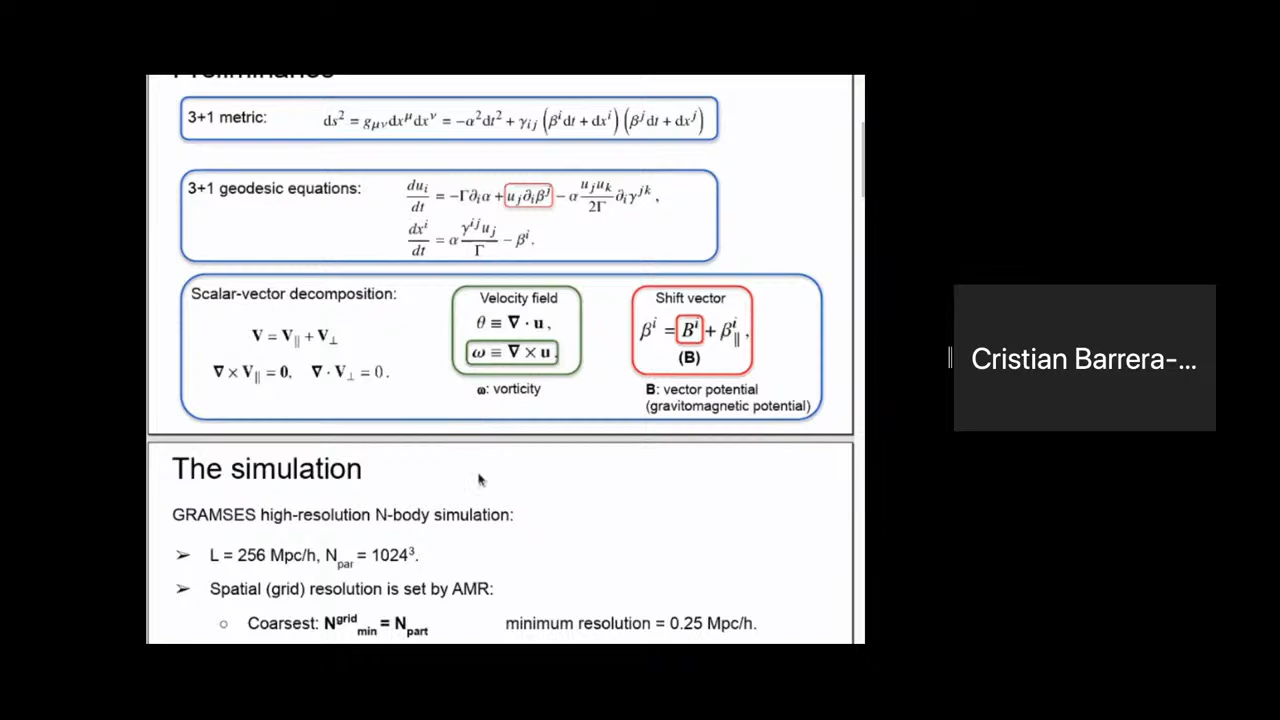 Preliminaries
3+1 metric: ds² = g_μν dx^μ dx^ν = −α²dt² + γ_ij (β^i dt + dx^i) (β^j dt + dx^j)
3+1 geodesic equations: du_i/dt = −Γ∂_iα + u_j∂_iβ^j − α u_ju_k/2Γ ∂_iγ^jk ,
dx^i/dt = α γ^ij u_j/Γ − β^i.
Scalar-vector decomposition:
V = V_∥ + V_⊥
∇ × V_∥ = 0, ∇ · V_⊥ = 0 .
Velocity field
θ ≡ ∇ · u ,
ω ≡ ∇ × u .
ω: vorticity
Shift vector
β^i = B^i + β^i_∥ ,
(B)
B: vector potential
(gravitomagnetic potential)
The simulation
GRAMSES high-resolution N-body simulation:
➢ L = 256 Mpc/h, N_par = 1024³.
➢ Spatial (grid) resolution is set by AMR:
○ Coarsest: N^grid_min = N_part minimum resolution = 0.25 Mpc/h.
Cristian Barrera-...